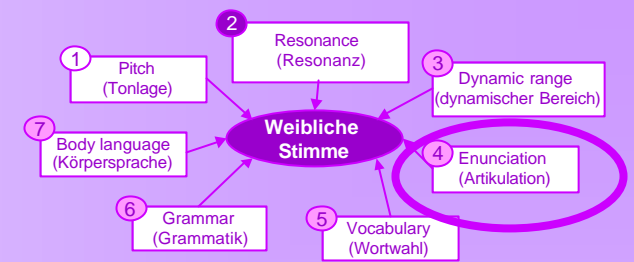 1
Pitch
(Tonlage)
2
Resonance
(Resonanz)
3
Dynamic range
(dynamischer Bereich)
4
Enunciation
(Artikulation)
5
Vocabulary
(Wortwahl)
6
Grammar
(Grammatik)
7
Body language
(Körpersprache)
Weibliche
Stimme